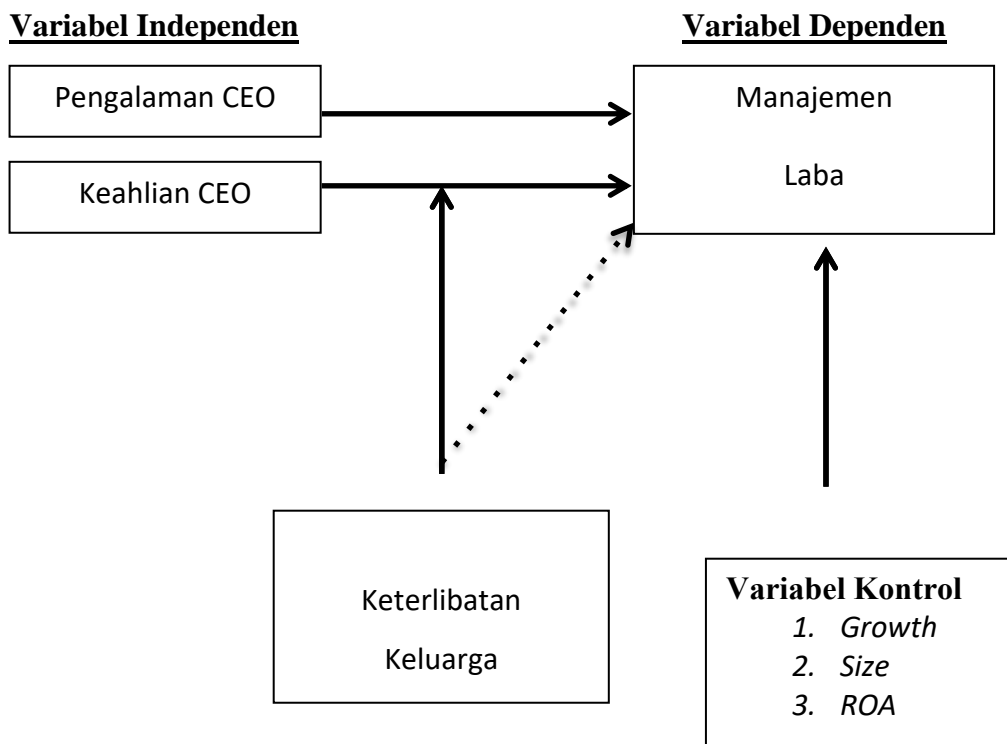 Variabel Independen
Variabel Dependen
Pengalaman CEO
Manajemen
Laba
Keahlian CEO
Keterlibatan
Keluarga
Variabel Kontrol
1. Growth
2. Size
3. ROA